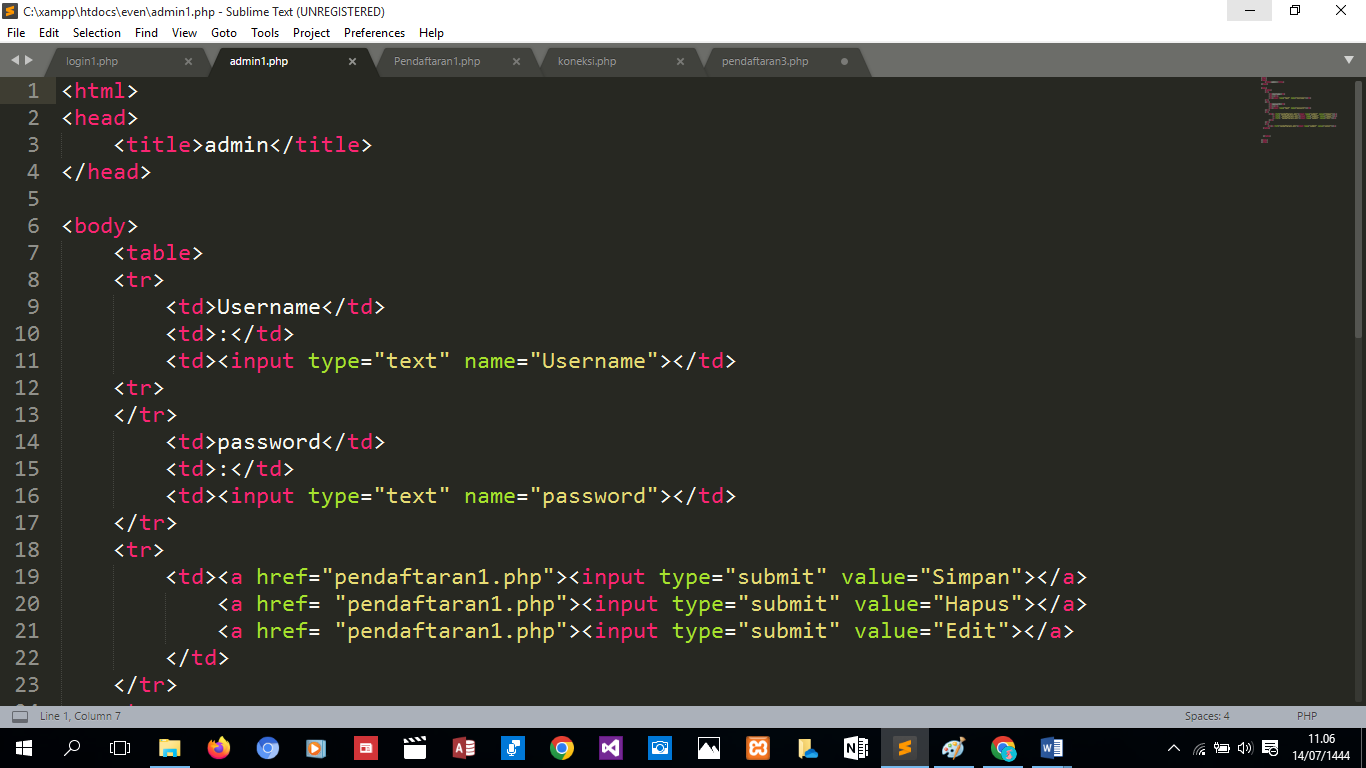 C:\xampp\htdocs\even\admin1.php - Sublime Text (UNREGISTERED)
File Edit Selection Find View Goto Tools Project Preferences Help
login1.php admin1.php Pendaftaran1.php koneksi.php pendaftaran3.php
1 <html>
2 <head>
3 <title>admin</title>
4 </head>
5
6 <body>
7 <table>
8 <tr>
9 <td>Username</td>
10 <td>:</td>
11 <td><input type="text" name="Username"></td>
12 <tr>
13 </tr>
14 <td>password</td>
15 <td>:</td>
16 <td><input type="text" name="password"></td>
17 </tr>
18 <tr>
19 <td><a href="pendaftaran1.php"><input type="submit" value="Simpan"></a>
20 <a href= "pendaftaran1.php"><input type="submit" value="Hapus"></a>
21 <a href= "pendaftaran1.php"><input type="submit" value="Edit"></a>
22 </td>
23 </tr>
Line 1, Column 7 Spaces: 4 PHP
11.06
14/07/1444